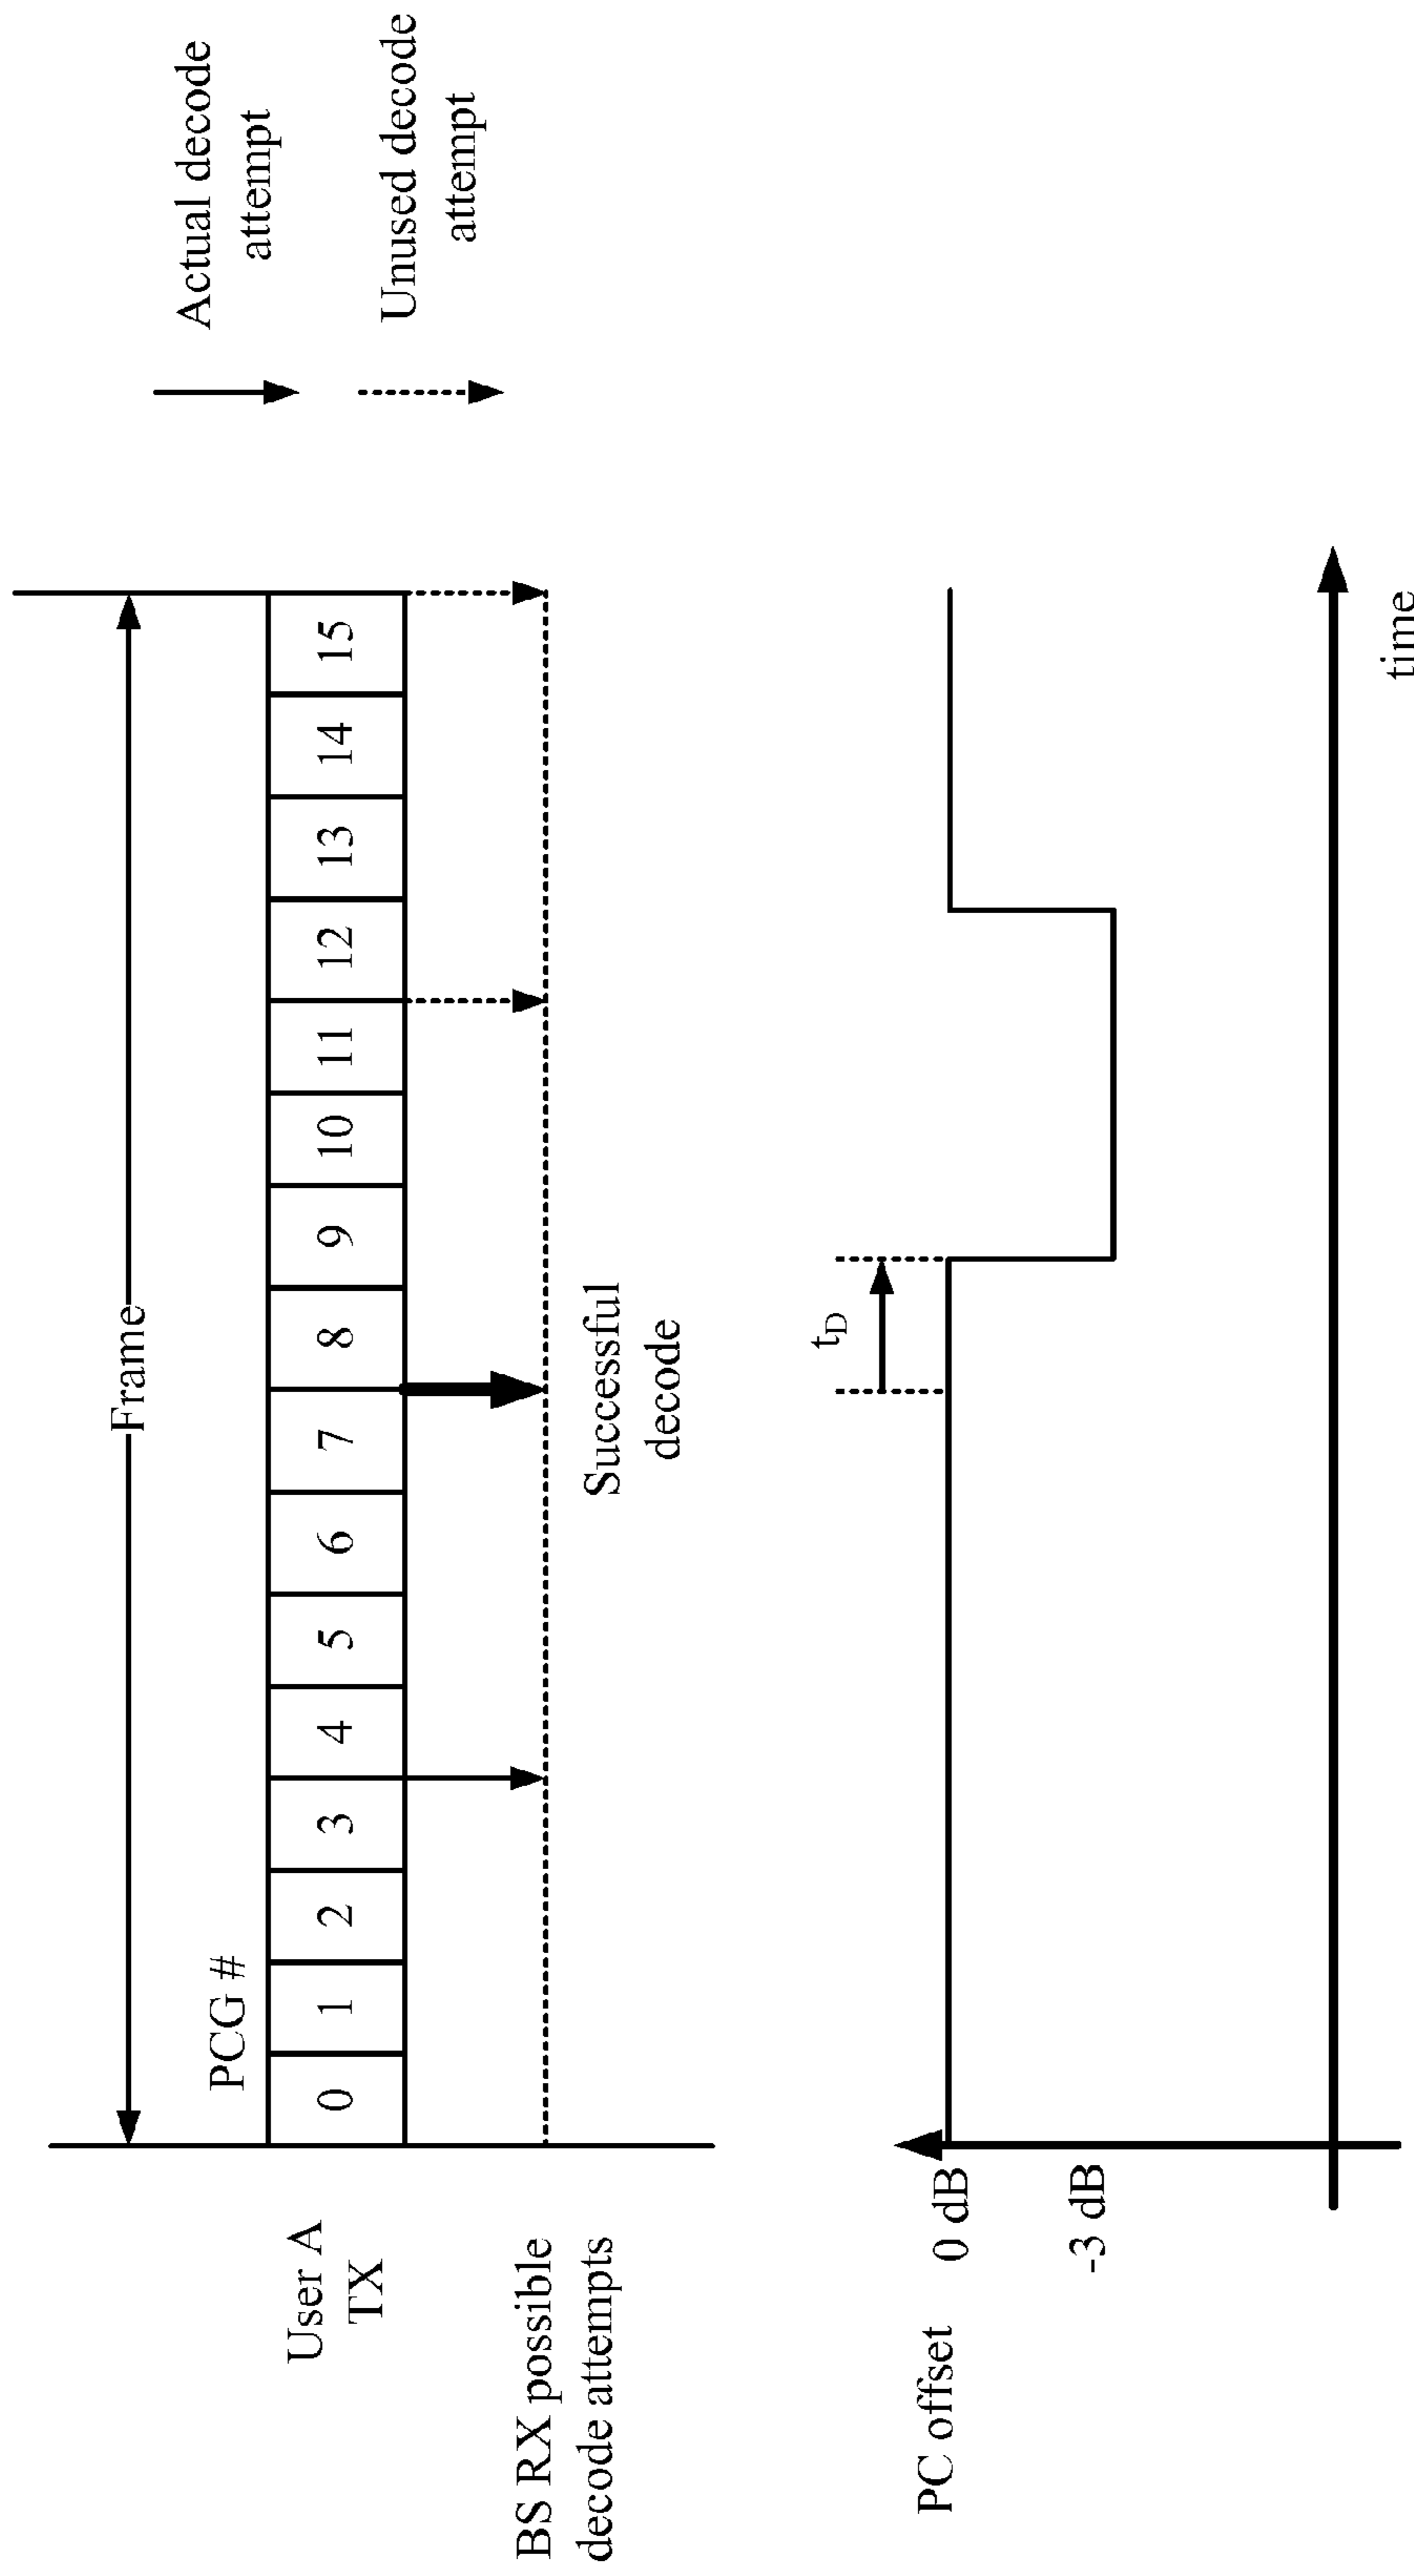 Frame
Actual decode
attempt
PCG #
User A
TX
0
1
2
3
4
5
6
7
8
9
10
11
12
13
14
15
Unused decode
attempt
BS RX possible
decode attempts
Successful
decode
tD
PC offset
0 dB
-3 dB
time